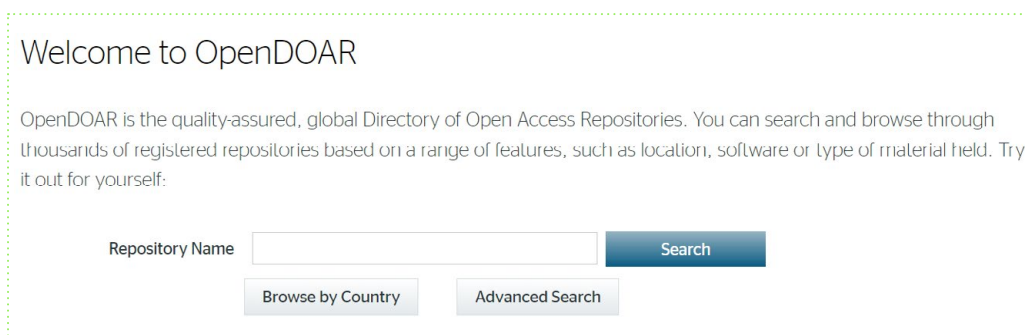 Welcome to OpenDOAR
OpenDOAR is the quality-assured, global Directory of Open Access Repositories. You can search and browse through
thousands of registered repositories based on a range of features, such as location, software or type of material held. Try
it out for yourself:
Repository Name
Search
Browse by Country
Advanced Search